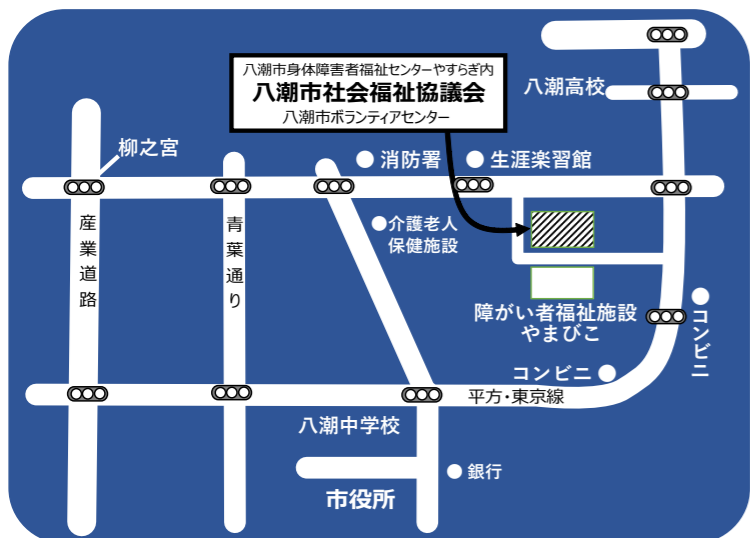 八潮市身体障害者福祉センターやすらぎ内
八潮市社会福祉協議会
八潮市ボランティアセンター
八潮高校
柳之宮
消防署
生涯楽習館
産業道路
青葉通り
介護老人
保健施設
障がい者福祉施設
やまびこ
コンビニ
コンビニ
平方・東京線
八潮中学校
銀行
市役所